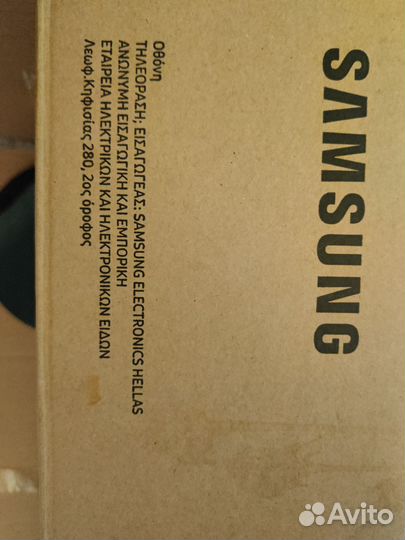 SAMSUNG
Οθόνη
ΤΗΛΕΟΡΑΣΗ; ΕΙΣΑΓΩΓΕΑΣ: SAMSUNG ELECTRONICS HELLAS
ΑΝΩΝΥΜΗ ΕΙΣΑΓΩΓΙΚΗ ΚΑΙ ΕΜΠΟΡΙΚΗ
ΕΤΑΙΡΕΙΑ ΗΛΕΚΤΡΙΚΩΝ ΚΑΙ ΗΛΕΚΤΡΟΝΙΚΩΝ ΕΙΔΩΝ
Λεωφ.Κηφισίας 280, 2ος όροφος
Avito